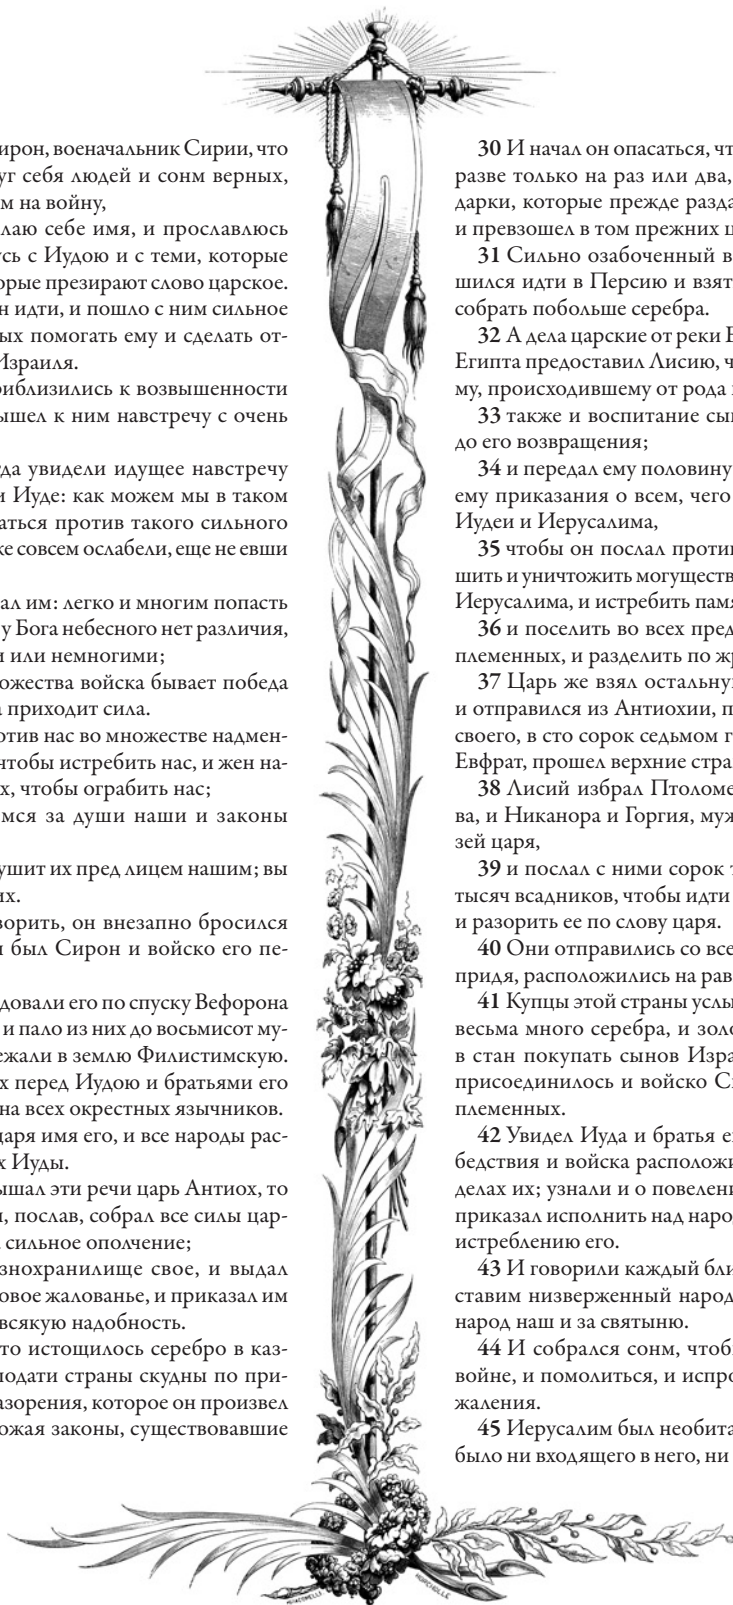 ирон, военачальник Сирии, что
уг себя людей и сонм верных,
м на войну,
лаю себе имя, и прославлюсь
сь с Иудою и с теми, которые
орые презирают слово царское.
н идти, и пошло с ним сильное
ых помогать ему и сделать от-
Израиля.
риблизились к возвышенности
ышел к ним навстречу с очень
да увидели идущее навстречу
и Иуде: как можем мы в таком
аться против такого сильного
же совсем ослабели, еще не евши
ал им: легко и многим попасть
у Бога небесного нет различия,
и или немногими;
ожества войска бывает победа
а приходит сила.
отив нас во множестве надмен-
чтобы истребить нас, и жен на-
х, чтобы ограбить нас;
мся за души наши и законы
ушит их пред лицем нашим; вы
их.
ворить, он внезапно бросился
н был Сирон и войско его пе-
довали его по спуску Вефорона
и пало из них до восьмисот му-
ежали в землю Филистимскую.
х перед Иудою и братьями его
на всех окрестных язычников.
царя имя его, и все народы рас-
х Иуды.
ышал эти речи царь Антиох, то
и, послав, собрал все силы цар-
сильное ополчение;
знохранилище свое, и выдал
овое жалованье, и приказал им
всякую надобность.
то истощилось серебро в каз-
подати страны скудны по при-
азорения, которое он произвел
ожая законы, существовавшие
30 И начал он опасаться, чт
разве только на раз или два,
дарки, которые прежде разда
и превзошел в том прежних ц
31 Сильно озабоченный в
шился идти в Персию и взят
собрать побольше серебра.
32 А дела царские от реки Е
Египта предоставил Лисию, ч
му, происходившему от рода
33 также и воспитание сы
до его возвращения;
34 и передал ему половину
ему приказания о всем, чего
Иудеи и Иерусалима,
35 чтобы он послал проти
шить и уничтожить могуществ
Иерусалима, и истребить памя
36 и поселить во всех пред
племенных, и разделить по жр
37 Царь же взял остальну
и отправился из Антиохии, п
своего, в сто сорок седьмом г
Евфрат, прошел верхние стра
38 Лисий избрал Птоломе
ва, и Никанора и Горгия, муж
зей царя,
39 и послал с ними сорок т
тысяч всадников, чтобы идти
и разорить ее по слову царя.
40 Они отправились со все
придя, расположились на рав
41 Купцы этой страны услы
весьма много серебра, и золо
в стан покупать сынов Изра
присоединилось и войско С
племенных.
42 Увидел Иуда и братья е
бедствия и войска расположи
делах их; узнали и о повелени
приказал исполнить над народ
истреблению его.
43 И говорили каждый бли
ставим низверженный народ
народ наш и за святыню.
44 И собрался сонм, чтоб
войне, и помолиться, и испро
жаления.
45 Иерусалим был необита
было ни входящего в него, ни